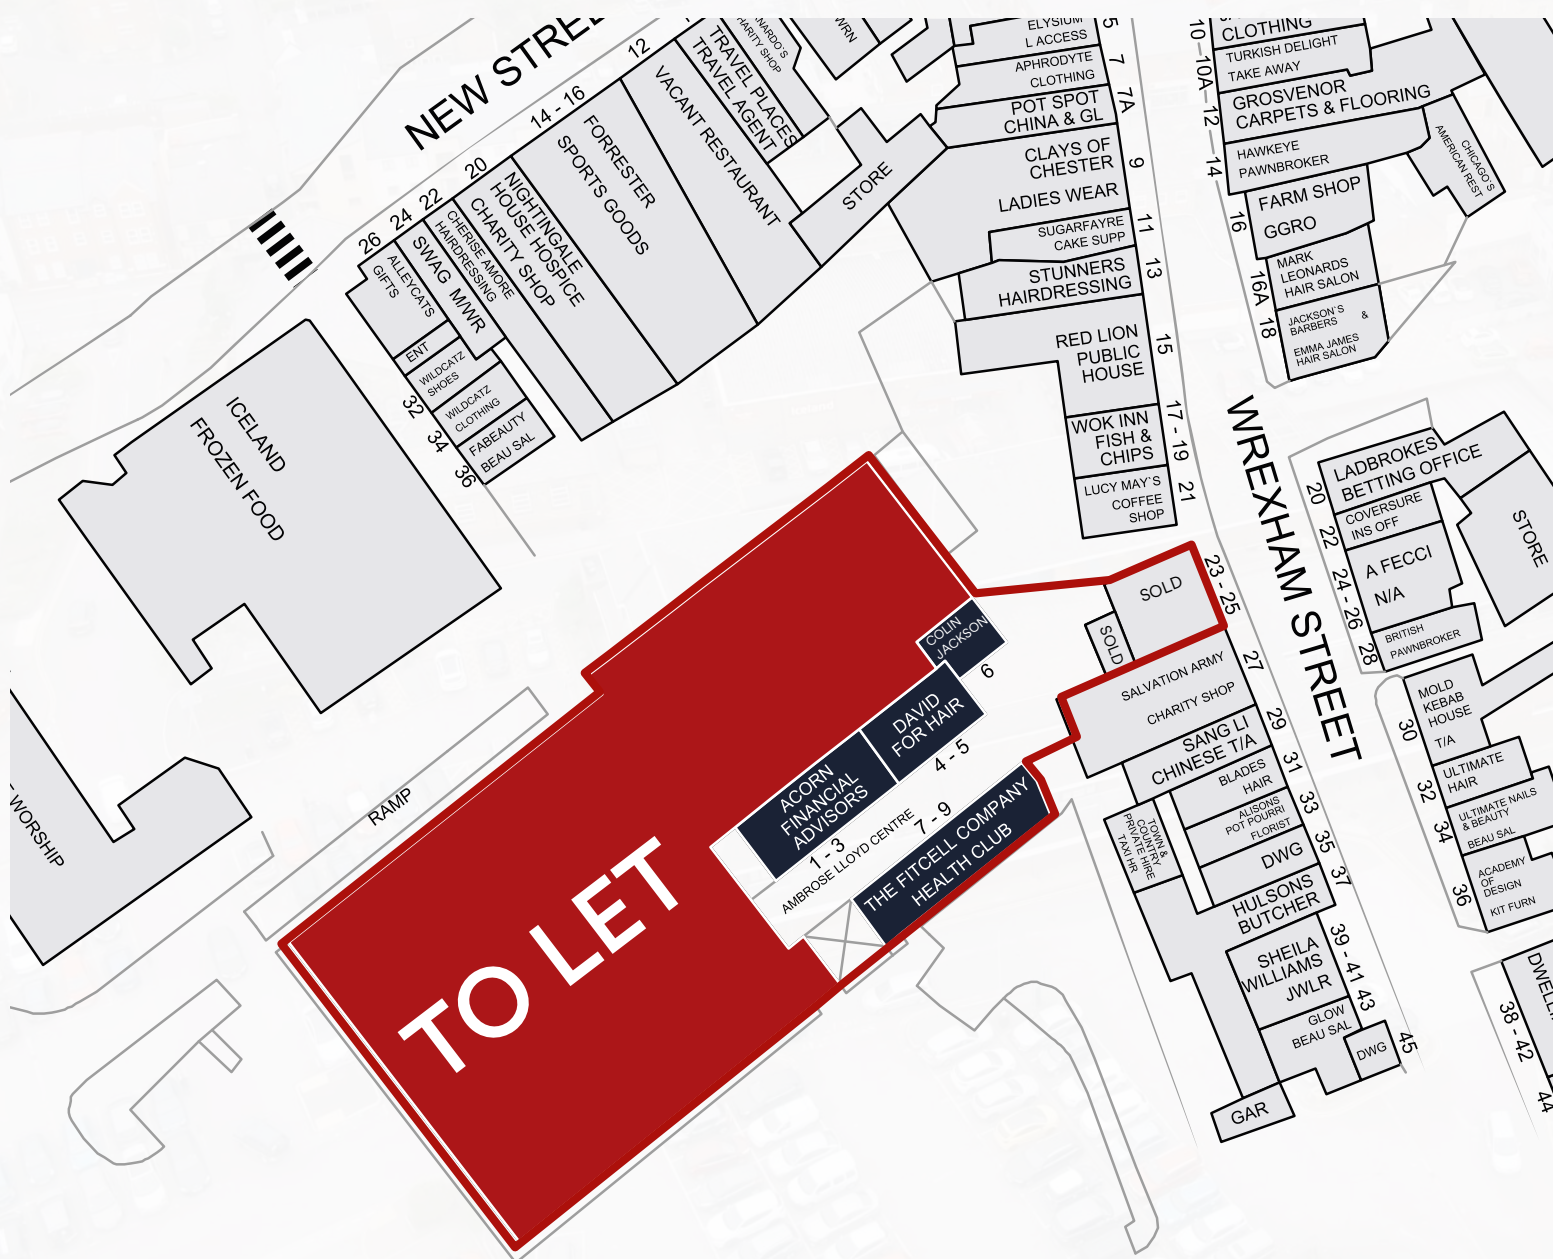 NEW STREE
12
14 - 16
20
22
24
26
TRAVEL PLACES
TRAVEL AGENT
VACANT RESTAURANT
FORRESTER
SPORTS GOODS
NIGHTINGALE
HOUSE HOSPICE
CHARITY SHOP
CHERISE AMORE
HAIRDRESSING
SWAG M/WR
ALLEYCATS
GIFTS
ENT
WILDCATZ
SHOES
WILDCATZ
CLOTHING
FABEAUTY
BEAU SAL
32
34
36
ICELAND
FROZEN FOOD
STORE
WRN
ELYSIUM
L ACCESS
APHRODYTE
CLOTHING
POT SPOT
CHINA & GL
CLAYS OF
CHESTER
LADIES WEAR
SUGARFAYRE
CAKE SUPP
STUNNERS
HAIRDRESSING
RED LION
PUBLIC
HOUSE
WOK INN
FISH &
CHIPS
LUCY MAY`S
COFFEE
SHOP
5
7
7A
9
11
13
15
17 - 19
21
23 - 25
10
10A
12
14
16
16A
18
CLOTHING
TURKISH DELIGHT
TAKE AWAY
GROSVENOR
CARPETS & FLOORING
HAWKEYE
PAWNBROKER
CHICAGO`S
AMERICAN REST
FARM SHOP
GGRO
MARK
LEONARDS
HAIR SALON
JACKSON`S
BARBERS &
EMMA JAMES
HAIR SALON
WREXHAM STREET
LADBROKES
BETTING OFFICE
COVERSURE
INS OFF
A FECCI
N/A
BRITISH
PAWNBROKER
STORE
20
22
24 - 26
28
MOLD
KEBAB
HOUSE
T/A
ULTIMATE
HAIR
ULTIMATE NAILS
& BEAUTY
BEAU SAL
ACADEMY
OF
DESIGN
KIT FURN
30
32
34
36
38 - 42
44
SOLD
SOLD
SALVATION ARMY
CHARITY SHOP
SANG LI
CHINESE T/A
BLADES
HAIR
ALISONS
POT POURRI
FLORIST
DWG
HULSONS
BUTCHER
SHEILA
WILLIAMS
JWLR
GLOW
BEAU SAL
DWG
GAR
TOWN &
COUNTRY
PRIVATE HIRE
TAXI HR
27
29
31
33
35
37
39 - 41
43
45
COLIN
JACKSON
6
DAVID
FOR HAIR
4 - 5
ACORN
FINANCIAL
ADVISORS
1 - 3
AMBROSE LLOYD CENTRE
7 - 9
THE FITCELL COMPANY
HEALTH CLUB
TO LET
RAMP
WORSHIP